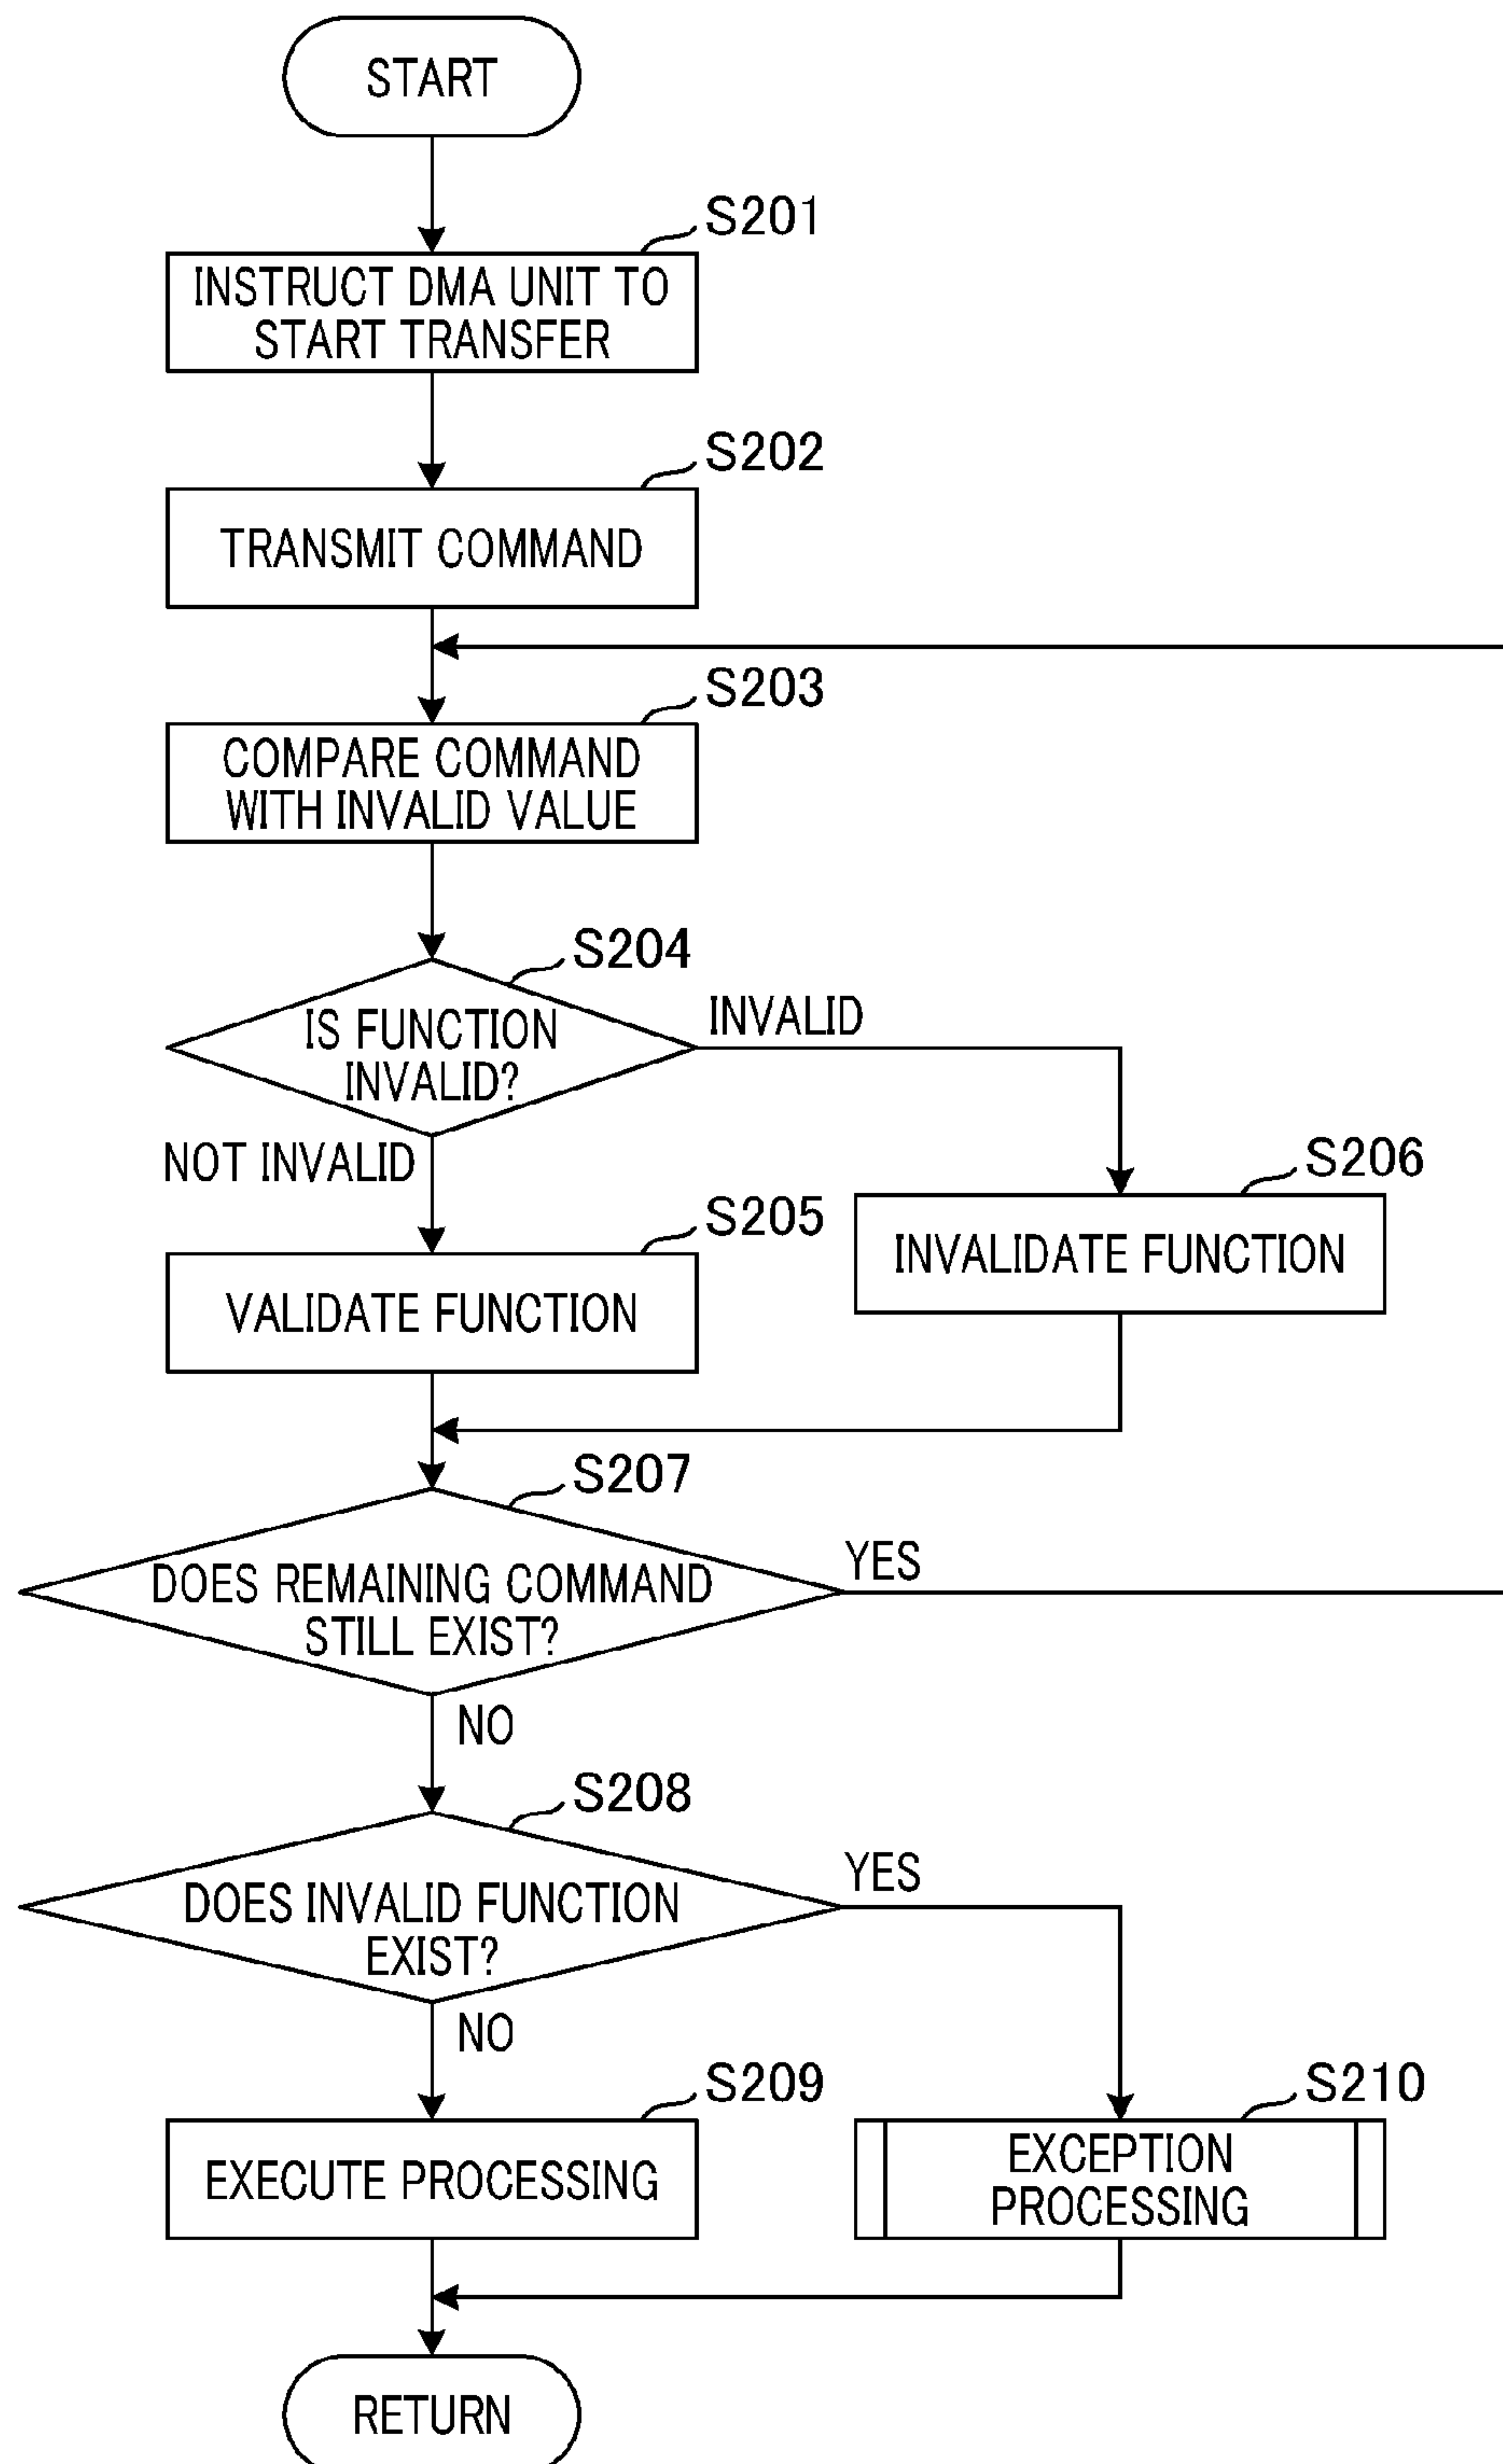 START
S201
INSTRUCT DMA UNIT TO
START TRANSFER
S202
TRANSMIT COMMAND
S203
COMPARE COMMAND
WITH INVALID VALUE
S204
IS FUNCTION
INVALID?
INVALID
NOT INVALID
S205
VALIDATE FUNCTION
S206
INVALIDATE FUNCTION
S207
DOES REMAINING COMMAND
STILL EXIST?
YES
NO
S208
DOES INVALID FUNCTION
EXIST?
YES
NO
S209
EXECUTE PROCESSING
S210
EXCEPTION
PROCESSING
RETURN